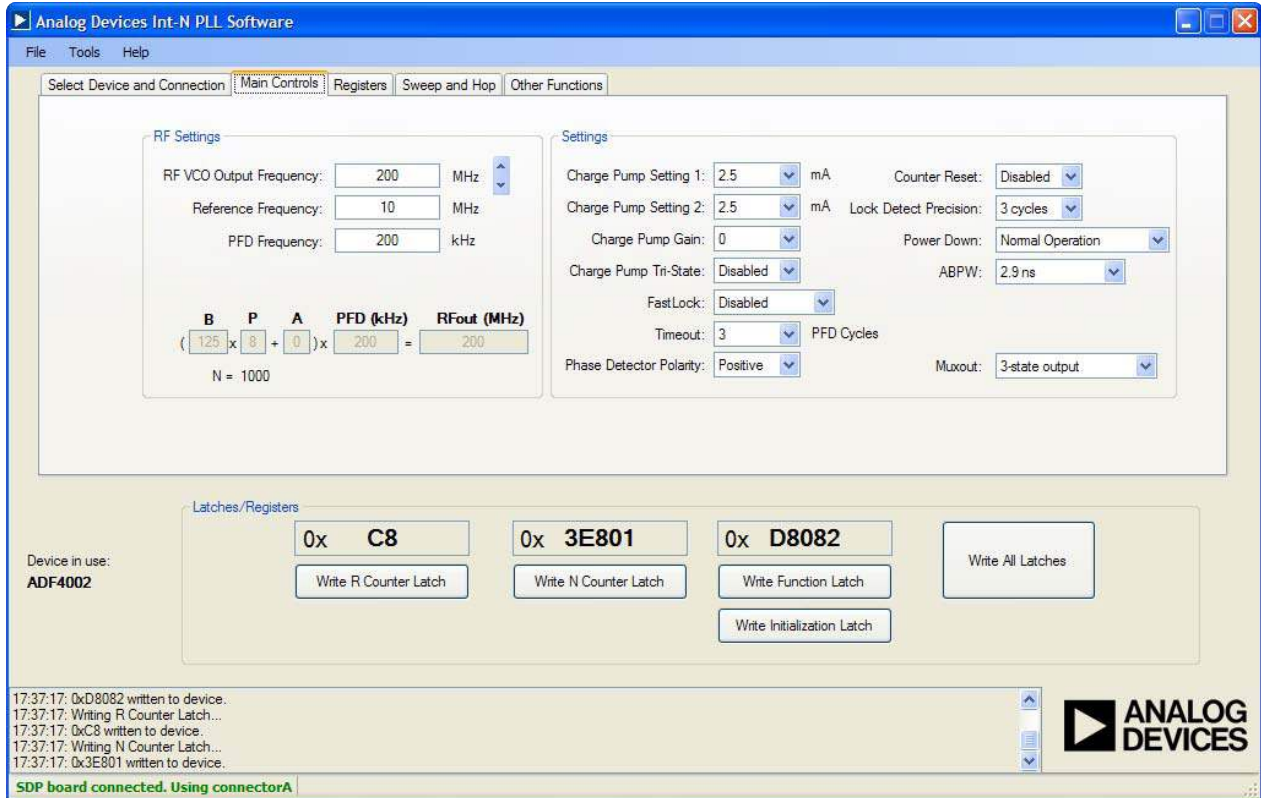 Analog Devices Int-N PLL Software
File Tools Help
Select Device and Connection Main Controls Registers Sweep and Hop Other Functions
RF Settings
RF VCO Output Frequency: 200 MHz
Reference Frequency: 10 MHz
PFD Frequency: 200 kHz
B P A PFD (kHz) RFout (MHz)
( 125 x 8 + 0 ) x 200 = 200
N = 1000
Settings
Charge Pump Setting 1: 2.5 mA Counter Reset: Disabled
Charge Pump Setting 2: 2.5 mA Lock Detect Precision: 3 cycles
Charge Pump Gain: 0 Power Down: Normal Operation
Charge Pump Tri-State: Disabled ABPW: 2.9 ns
FastLock: Disabled
Timeout: 3 PFD Cycles
Phase Detector Polarity: Positive Muxout: 3-state output
Latches/Registers
0x C8 0x 3E801 0x D8082
Write R Counter Latch Write N Counter Latch Write Function Latch Write All Latches
Write Initialization Latch
Device in use:
ADF4002
17:37:17: 0xD8082 written to device.
17:37:17: Writing R Counter Latch...
17:37:17: 0xC8 written to device.
17:37:17: Writing N Counter Latch...
17:37:17: 0x3E801 written to device.
ANALOG
DEVICES
SDP board connected. Using connectorA